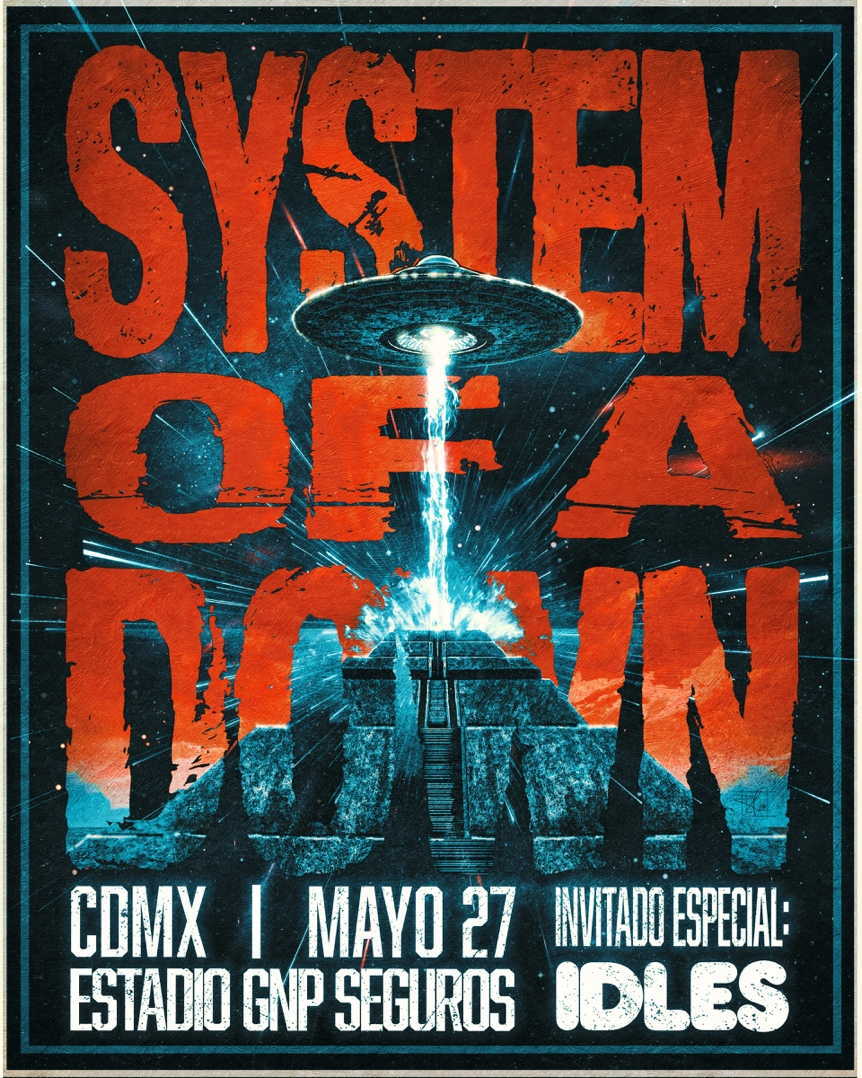 SYSTEM
OF A
DOWN
CDMX | MAYO 27
ESTADIO GNP SEGUROS
INVITADO ESPECIAL:
IDLES